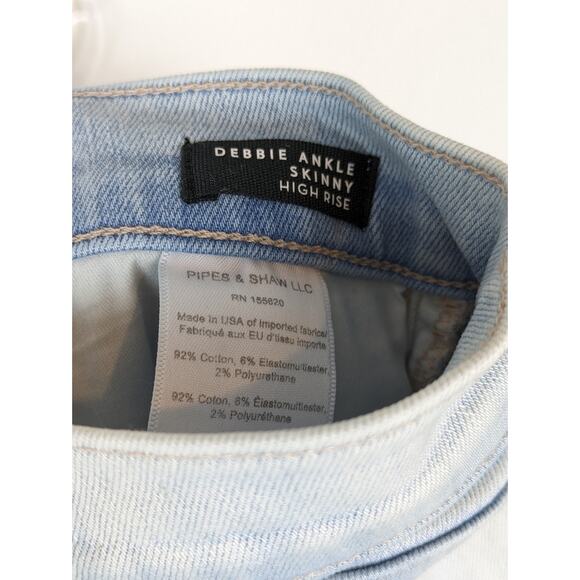 DEBBIE ANKLE
SKINNY
HIGH RISE
PIPES & SHAW LLC
RN 155620
Made in USA of imported fabrics/
Fabriqué aux EU d'tissu importe
92% Cotton, 6% Elastomultiester,
2% Polyurethane
92% Coton, 6% Élastomultiester,
2% Polyuréthane